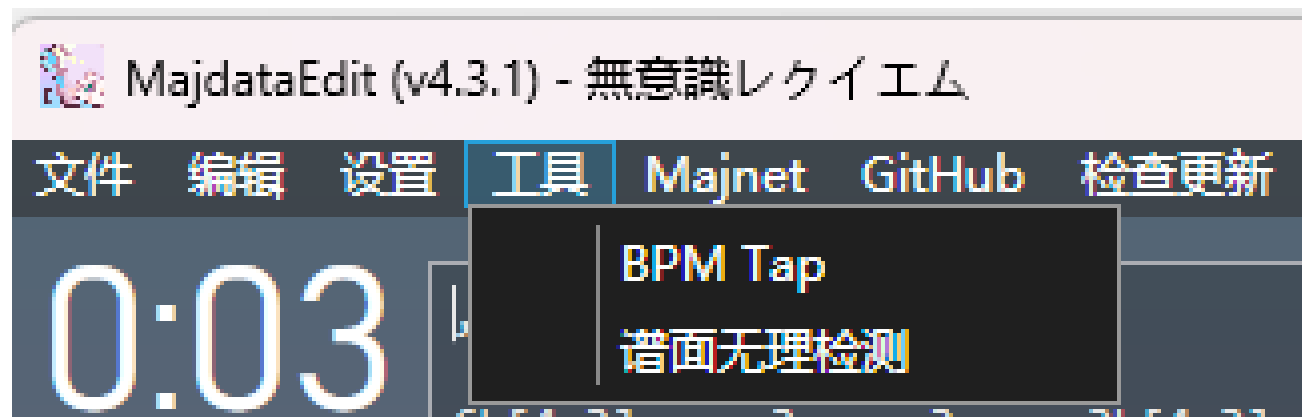 MajdataEdit (v4.3.1) - 無意識レクイエム
文件 编辑 设置 工具 Majnet GitHub 检查更新
0:03
BPM Tap
谱面无理检测